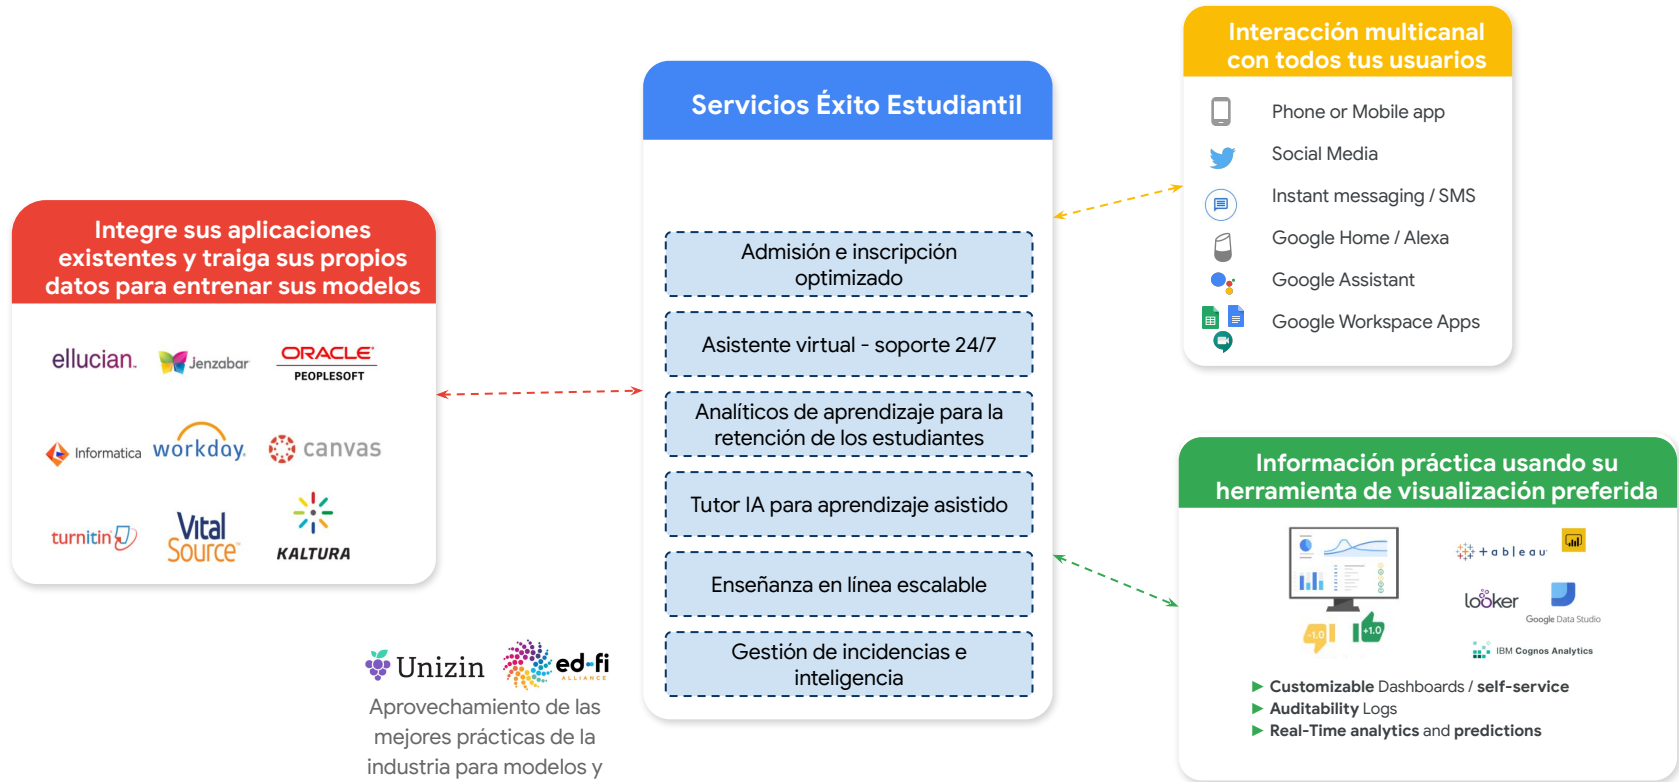 Integre sus aplicaciones
existentes y traiga sus propios
datos para entrenar sus modelos
ellucian.
Jenzabar
ORACLE
PEOPLESOFT
Informatica
workday.
canvas
turnitin
Vital
Source
KALTURA
Unizin
ed-fi
ALLIANCE
Aprovechamiento de las
mejores prácticas de la
industria para modelos y
Servicios Éxito Estudiantil
Admisión e inscripción
optimizado
Asistente virtual - soporte 24/7
Analíticos de aprendizaje para la
retención de los estudiantes
Tutor IA para aprendizaje asistido
Enseñanza en línea escalable
Gestión de incidencias e
inteligencia
Interacción multicanal
con todos tus usuarios
Phone or Mobile app
Social Media
Instant messaging / SMS
Google Home / Alexa
Google Assistant
Google Workspace Apps
Información práctica usando su
herramienta de visualización preferida
-1.0
+1.0
+ a b l e a u
looker
Google Data Studio
IBM Cognos Analytics
► Customizable Dashboards / self-service
► Auditability Logs
► Real-Time analytics and predictions